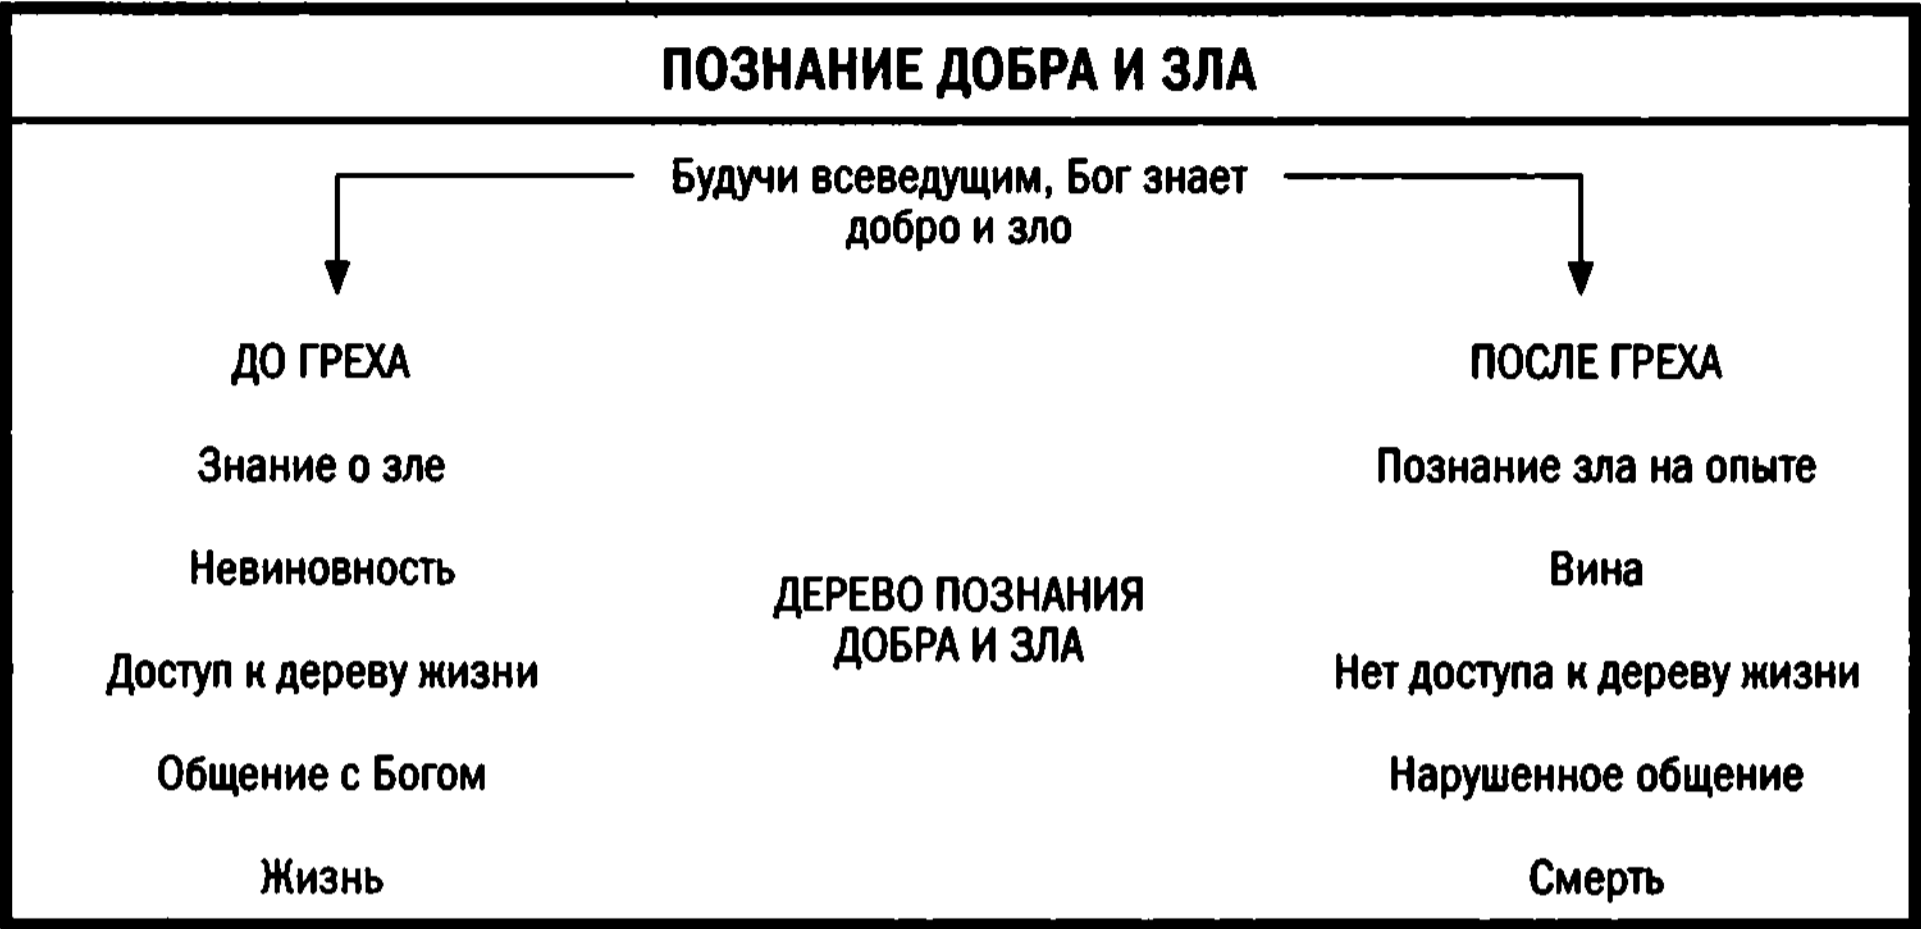 ПОЗНАНИЕ ДОБРА И ЗЛА
Будучи всеведущим, Бог знает
добро и зло
ДО ГРЕХА
Знание о зле
Невиновность
Доступ к дереву жизни
Общение с Богом
Жизнь
ДЕРЕВО ПОЗНАНИЯ
ДОБРА И ЗЛА
ПОСЛЕ ГРЕХА
Познание зла на опыте
Вина
Нет доступа к дереву жизни
Нарушенное общение
Смерть